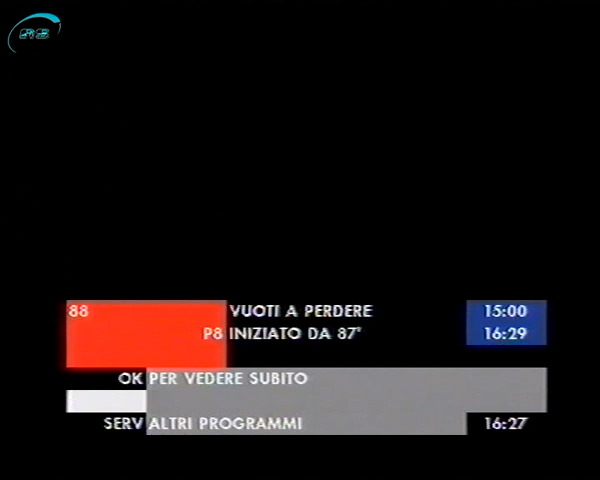 RS
88 VUOTI A PERDERE 15:00
P8 INIZIATO DA 87' 16:29
OK PER VEDERE SUBITO
SERV ALTRI PROGRAMMI 16:27